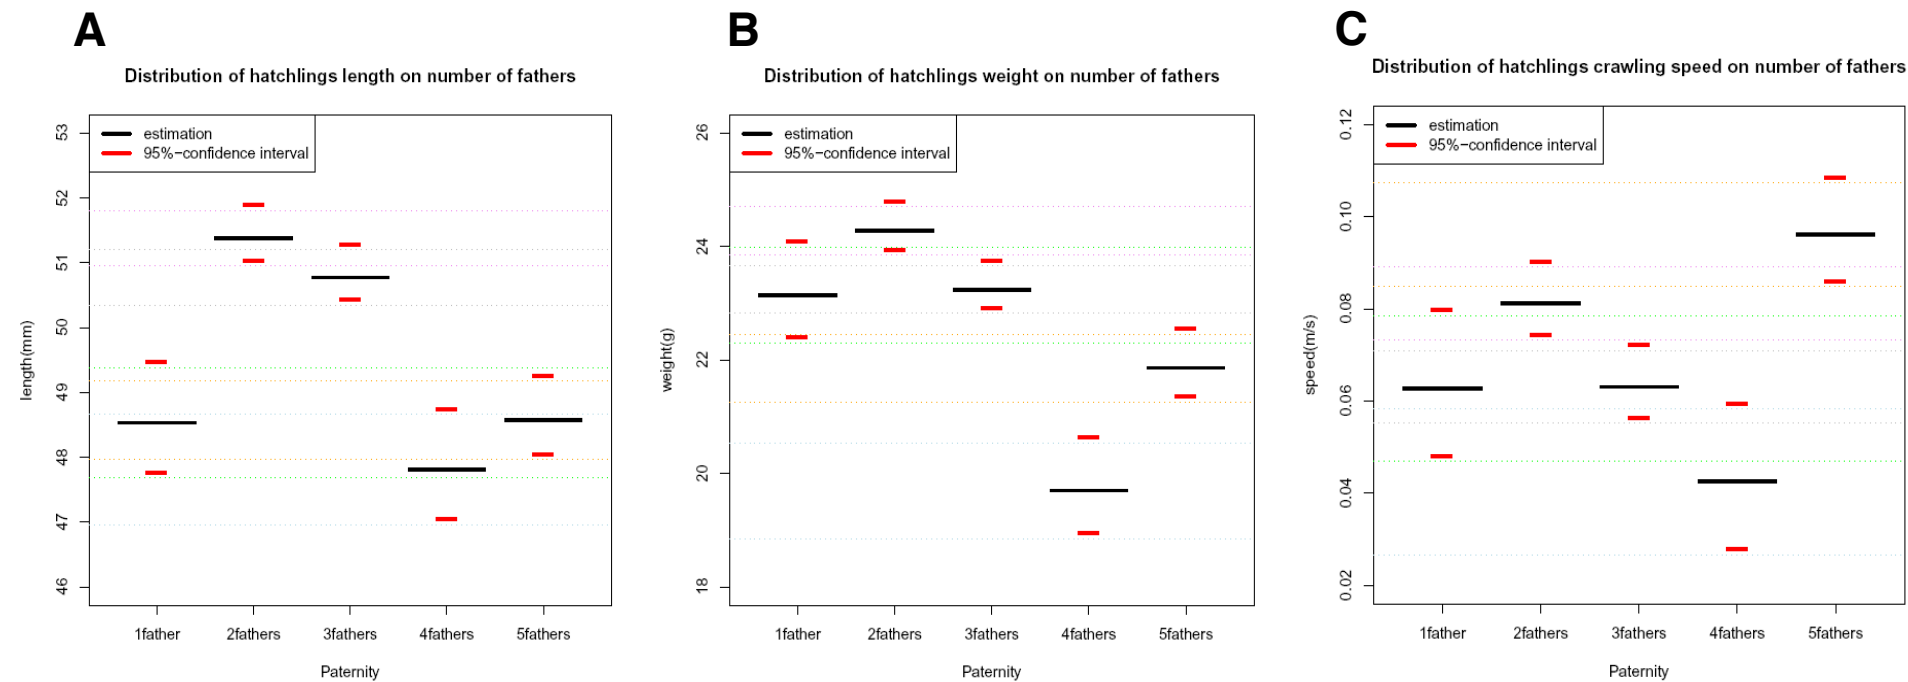 A
Distribution of hatchlings length on number of fathers
estimation
95%−confidence interval
53
52
51
50
49
48
47
46
length(mm)
1father 2fathers 3fathers 4fathers 5fathers
Paternity
B
Distribution of hatchlings weight on number of fathers
estimation
95%−confidence interval
26
24
22
20
18
weight(g)
1father 2fathers 3fathers 4fathers 5fathers
Paternity
C
Distribution of hatchlings crawling speed on number of fathers
estimation
95%−confidence interval
0.12
0.10
0.08
0.06
0.04
0.02
speed(m/s)
1father 2fathers 3fathers 4fathers 5fathers
Paternity